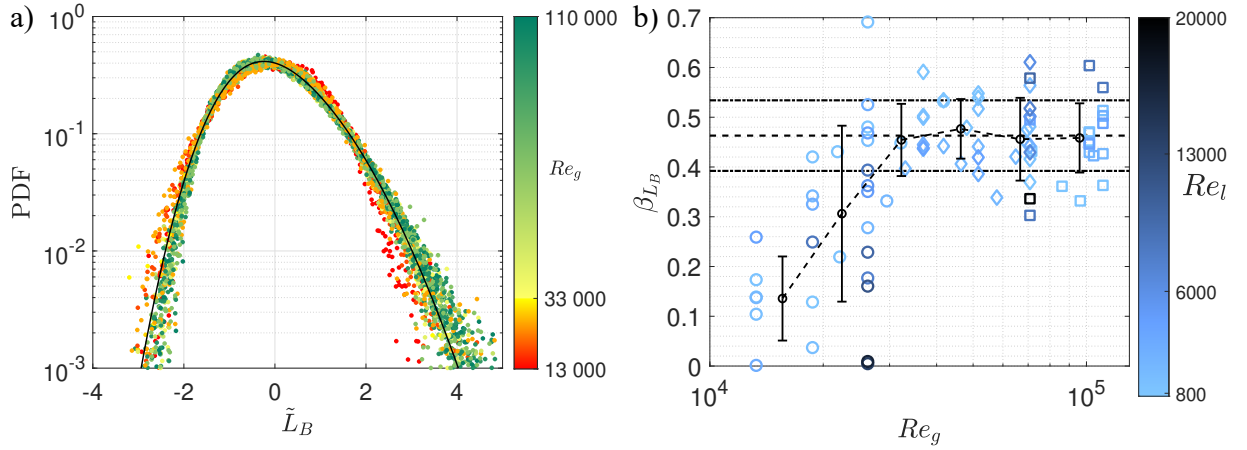 a)
10^0
10^{-1}
10^{-2}
10^{-3}
PDF
-4 -2 0 2 4
L̃_B
110 000
Re_g
33 000
13 000
b)
0.7
0.6
0.5
0.4
0.3
0.2
0.1
0
β_{L_B}
10^4 10^5
Re_g
20000
13000
Re_l
6000
800